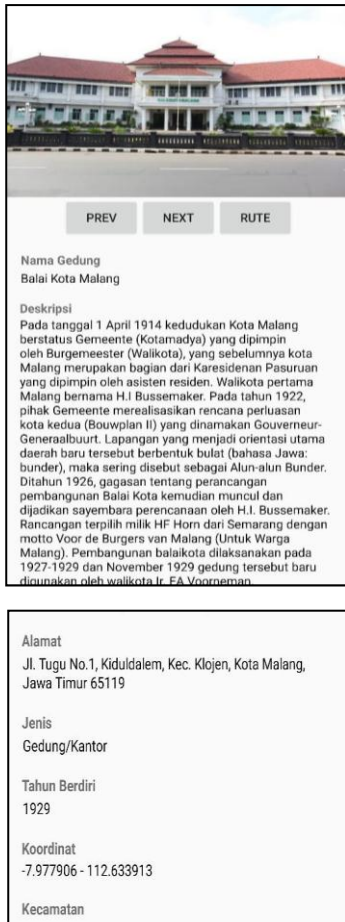 PREV NEXT RUTE
Nama Gedung
Balai Kota Malang
Deskripsi
Pada tanggal 1 April 1914 kedudukan Kota Malang
berstatus Gemeente (Kotamadya) yang dipimpin
oleh Burgemeester (Walikota), yang sebelumnya kota
Malang merupakan bagian dari Karesidenan Pasuruan
yang dipimpin oleh asisten residen. Walikota pertama
Malang bernama H.I Bussemaker. Pada tahun 1922,
pihak Gemeente merealisasikan rencana perluasan
kota kedua (Bouwplan II) yang dinamakan Gouverneur-
Generaalbuurt. Lapangan yang menjadi orientasi utama
daerah baru tersebut berbentuk bulat (bahasa Jawa:
bunder), maka sering disebut sebagai Alun-alun Bunder.
Ditahun 1926, gagasan tentang perancangan
pembangunan Balai Kota kemudian muncul dan
dijadikan sayembara perencanaan oleh H.I. Bussemaker.
Rancangan terpilih milik HF Horn dari Semarang dengan
motto Voor de Burgers van Malang (Untuk Warga
Malang). Pembangunan balaikota dilaksanakan pada
1927-1929 dan November 1929 gedung tersebut baru
digunakan oleh walikota Ir. EA Voorneman.
Alamat
Jl. Tugu No.1, Kiduldalem, Kec. Klojen, Kota Malang,
Jawa Timur 65119
Jenis
Gedung/Kantor
Tahun Berdiri
1929
Koordinat
-7.977906 - 112.633913
Kecamatan